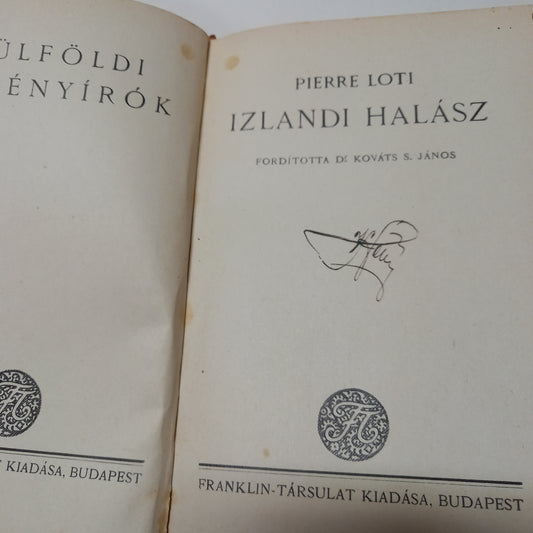 ÜLFÖLDI
ÉNYÍRÓK
KIADÁSA, BUDAPEST
PIERRE LOTI
IZLANDI HALÁSZ
FORDÍTOTTA Dr KOVÁTS S. JÁNOS
FRANKLIN-TÁRSULAT KIADÁSA, BUDAPEST